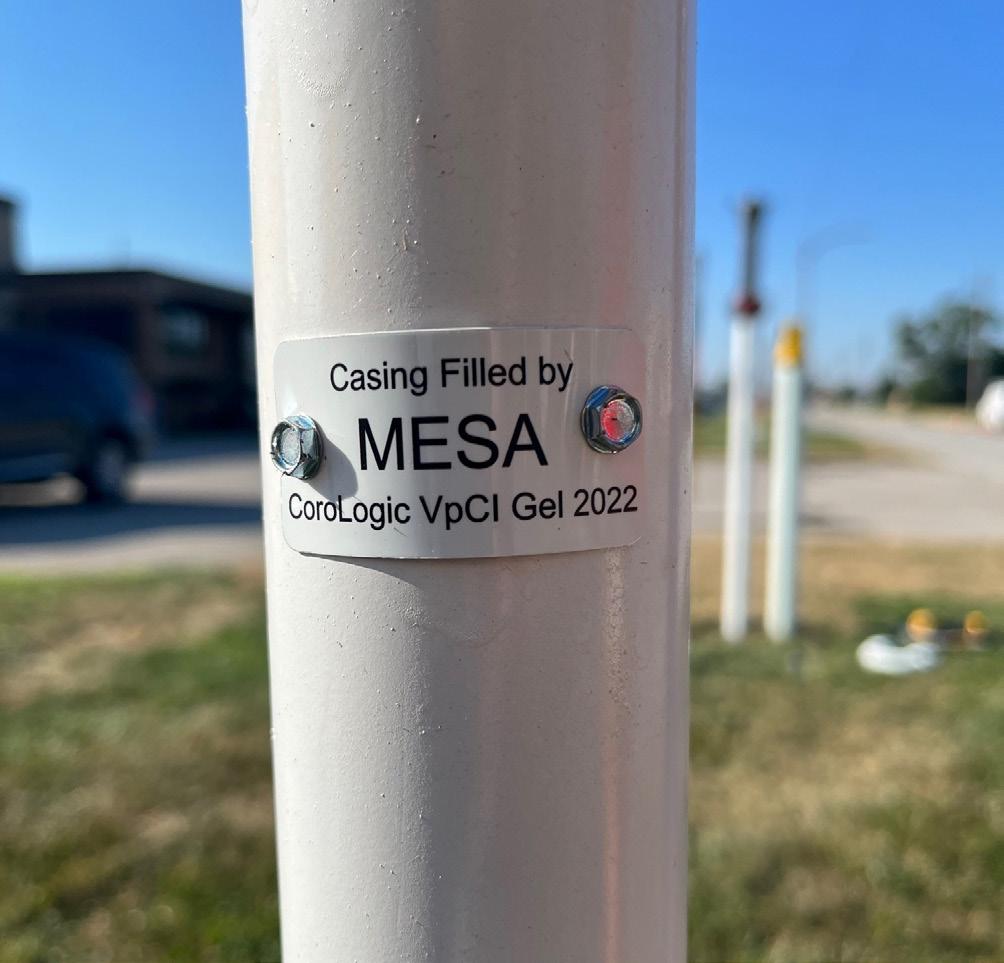 Casing Filled by
MESA
CoroLogic VpCI Gel 2022